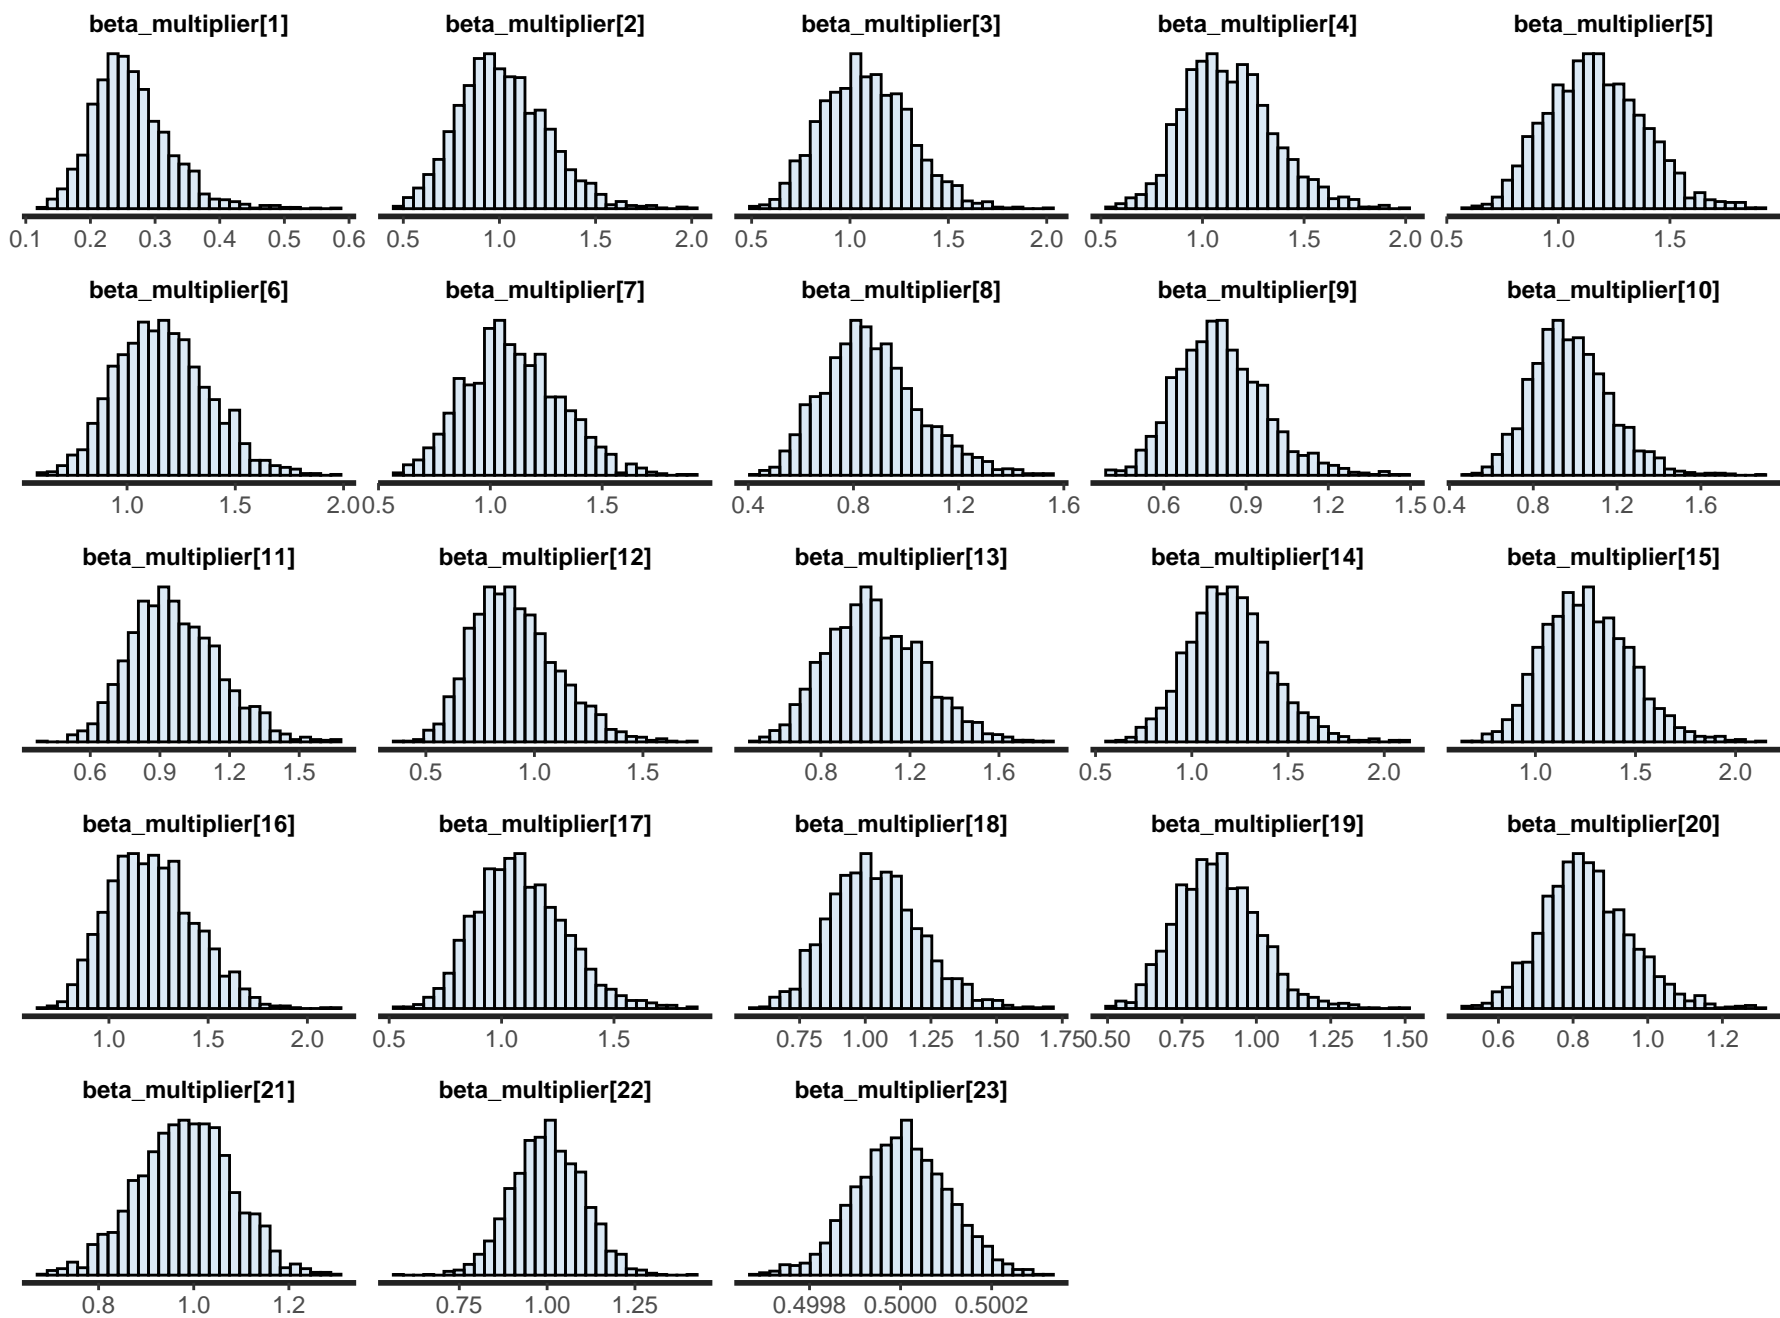 beta_multiplier[1] beta_multiplier[2] beta_multiplier[3] beta_multiplier[4] beta_multiplier[5]
0.1 0.2 0.3 0.4 0.5 0.6 0.5 1.0 1.5 2.0 0.5 1.0 1.5 2.0 0.5 1.0 1.5 2.0 0.5 1.0 1.5
beta_multiplier[6] beta_multiplier[7] beta_multiplier[8] beta_multiplier[9] beta_multiplier[10]
1.0 1.5 2.0 0.5 1.0 1.5 0.4 0.8 1.2 1.6 0.6 0.9 1.2 1.5 0.4 0.8 1.2 1.6
beta_multiplier[11] beta_multiplier[12] beta_multiplier[13] beta_multiplier[14] beta_multiplier[15]
0.6 0.9 1.2 1.5 0.5 1.0 1.5 0.8 1.2 1.6 0.5 1.0 1.5 2.0 1.0 1.5 2.0
beta_multiplier[16] beta_multiplier[17] beta_multiplier[18] beta_multiplier[19] beta_multiplier[20]
1.0 1.5 2.0 0.5 1.0 1.5 0.75 1.00 1.25 1.50 1.75 0.50 0.75 1.00 1.25 1.50 0.6 0.8 1.0 1.2
beta_multiplier[21] beta_multiplier[22] beta_multiplier[23]
0.8 1.0 1.2 0.75 1.00 1.25 0.4998 0.5000 0.5002